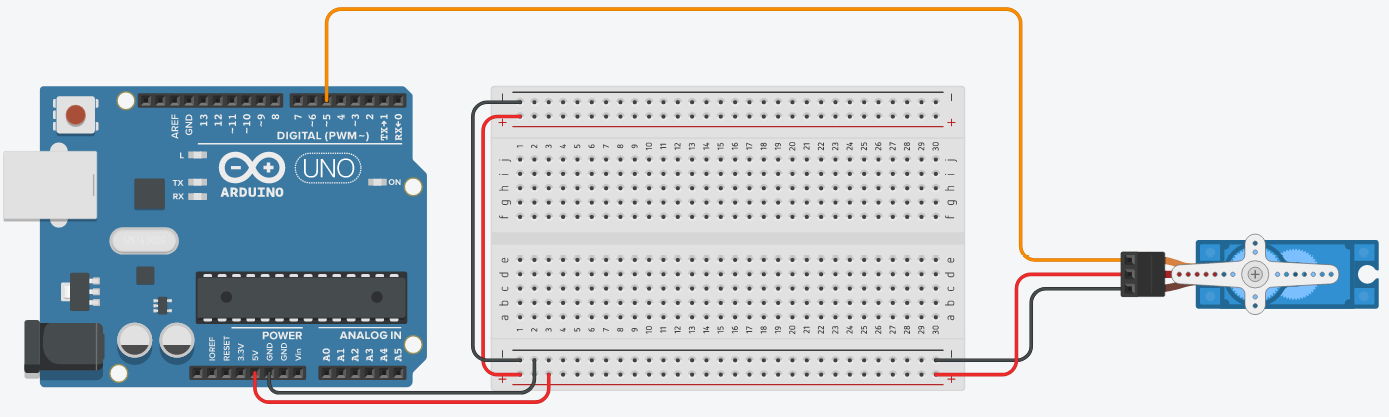 AREF
GND
13
12
~11
~10
~9
8
7
~6
~5
4
~3
2
TX→1
RX←0
DIGITAL (PWM~)
L
TX
RX
UNO
ARDUINO
ON
POWER
ANALOG IN
IOREF
RESET
3.3V
5V
GND
GND
Vin
A0
A1
A2
A3
A4
A5
− −
+ +
1 2 3 4 5 6 7 8 9 10 11 12 13 14 15 16 17 18 19 20 21 22 23 24 25 26 27 28 29 30
j j
i i
h h
g g
f f
e e
d d
c c
b b
a a
1 2 3 4 5 6 7 8 9 10 11 12 13 14 15 16 17 18 19 20 21 22 23 24 25 26 27 28 29 30
− −
+ +